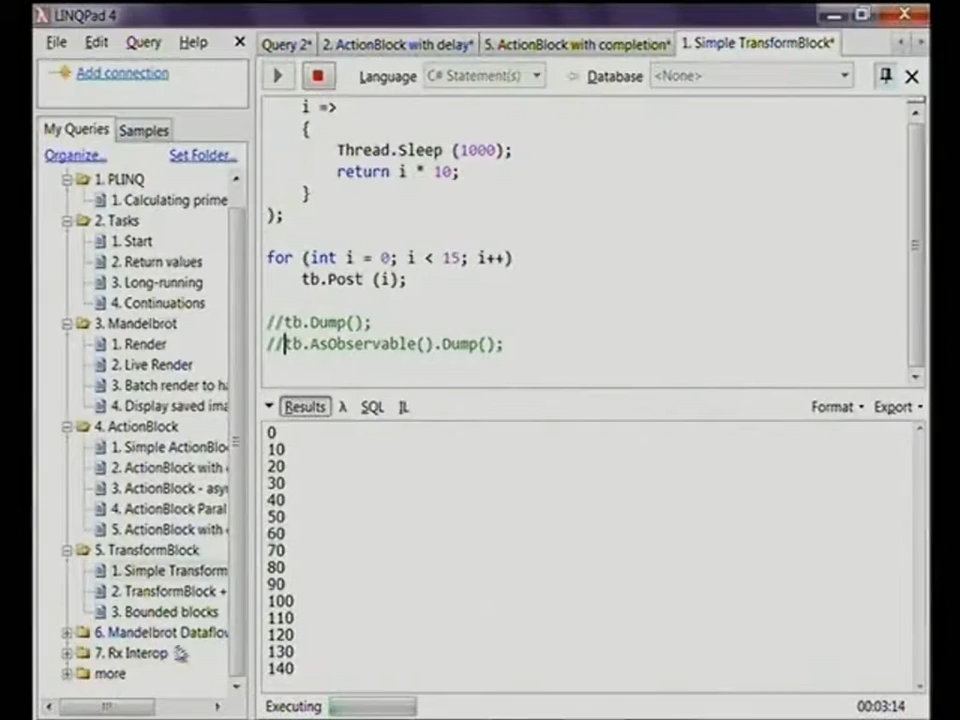 LINQPad 4
File Edit Query Help
Query 2* 2. ActionBlock with delay* 5. ActionBlock with completion* 1. Simple TransformBlock*
Add connection
Language C# Statement(s) Database <None>
My Queries Samples
Organize... Set Folder...
1. PLINQ
1. Calculating prime
2. Tasks
1. Start
2. Return values
3. Long-running
4. Continuations
3. Mandelbrot
1. Render
2. Live Render
3. Batch render to h
4. Display saved ima
4. ActionBlock
1. Simple ActionBlo
2. ActionBlock with
3. ActionBlock - asy
4. ActionBlock Paral
5. ActionBlock with
5. TransformBlock
1. Simple Transform
2. TransformBlock +
3. Bounded blocks
6. Mandelbrot Dataflo
7. Rx Interop
more
i =>
{
Thread.Sleep (1000);
return i * 10;
}
);
for (int i = 0; i < 15; i++)
tb.Post (i);
//tb.Dump();
//tb.AsObservable().Dump();
Results λ SQL IL
Format Export
0
10
20
30
40
50
60
70
80
90
100
110
120
130
140
Executing 00:03:14